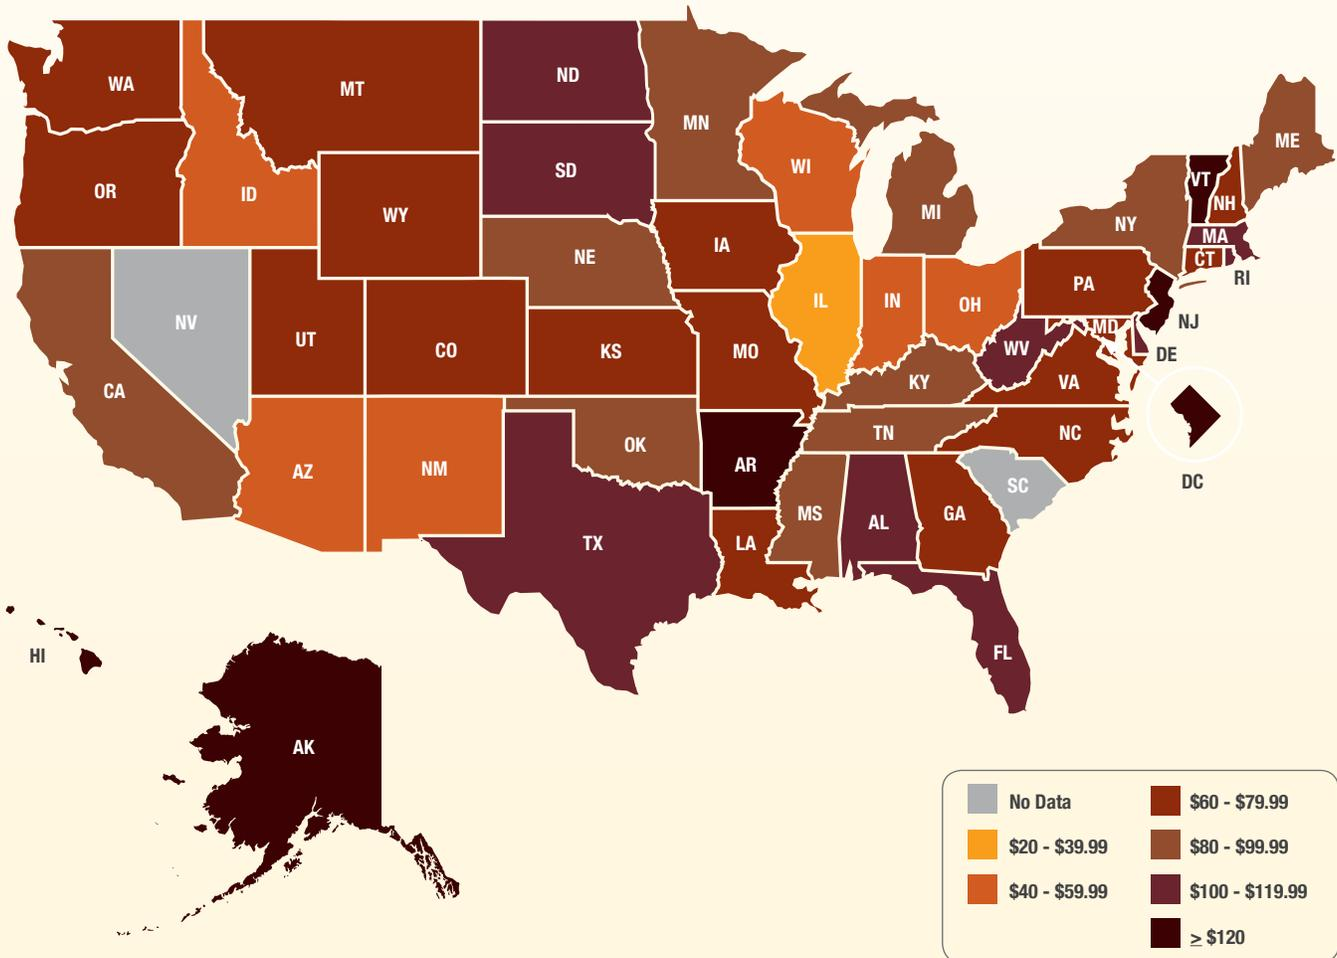 WA
MT
ND
MN
ME
OR
ID
SD
WI
VT
NH
WY
MI
NY
MA
IA
NE
CT
RI
PA
NV
IL
IN
OH
NJ
UT
CO
KS
MO
WV
MD
DE
CA
KY
VA
AZ
NM
OK
TN
NC
AR
DC
SC
MS
AL
GA
TX
LA
HI
FL
AK
No Data
$20 - $39.99
$40 - $59.99
$60 - $79.99
$80 - $99.99
$100 - $119.99
≥ $120